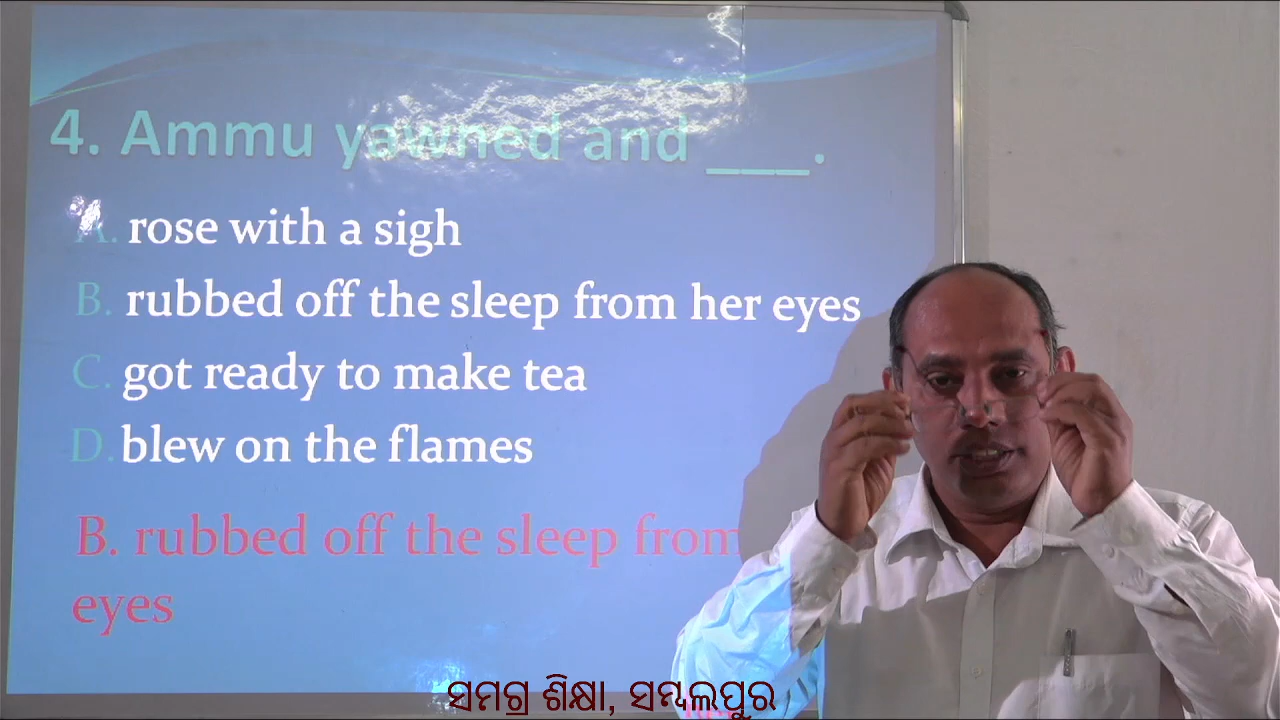 4. Ammu yawned and ___.
A. rose with a sigh
B. rubbed off the sleep from her eyes
C. got ready to make tea
D. blew on the flames
B. rubbed off the sleep from
eyes
ସମଗ୍ର ଶିକ୍ଷା, ସମ୍ବଲପୁର